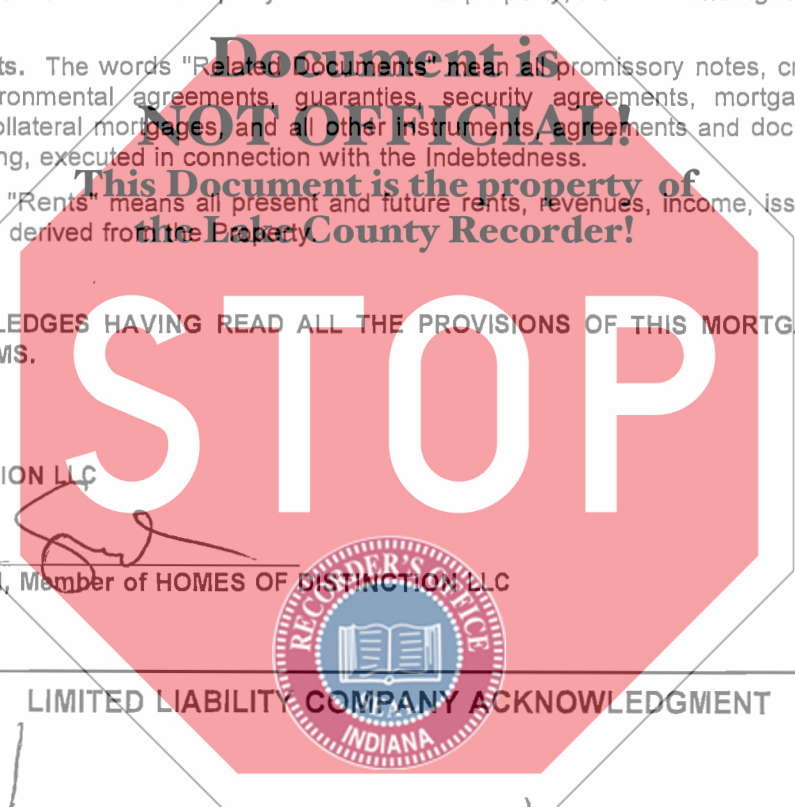 Document is
ts. The words "Related Documents" mean all promissory notes, cr
ronmental agreements, guaranties, security agreements, mortga
NOT OFFICIAL!
ollateral mortgages, and all other instruments, agreements and doc
ng, executed in connection with the Indebtedness.
This Document is the property of
"Rents" means all present and future rents, revenues, income, iss
derived from the Property.
the Lake County Recorder!
LEDGES HAVING READ ALL THE PROVISIONS OF THIS MORTGA
MS.
STOP
ION LLC
, Member of HOMES OF DISTINCTION LLC
RECORDER'S OFFICE
INDIANA
LIMITED LIABILITY COMPANY ACKNOWLEDGMENT